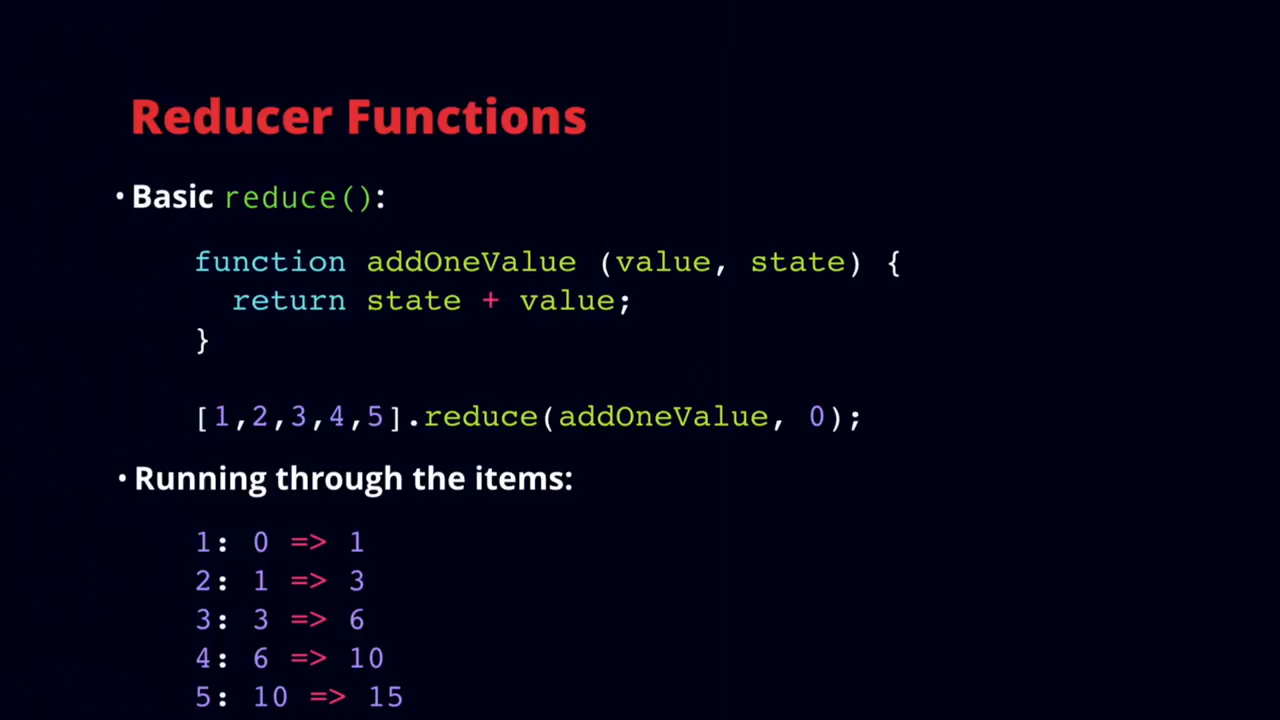 Reducer Functions
• Basic reduce():
function addOneValue (value, state) {
  return state + value;
}
[1,2,3,4,5].reduce(addOneValue, 0);
• Running through the items:
1: 0 => 1
2: 1 => 3
3: 3 => 6
4: 6 => 10
5: 10 => 15